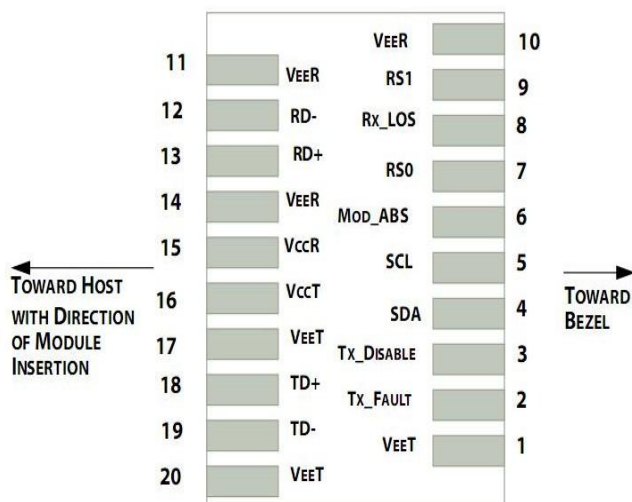 VEER 10
11 VEER
RS1 9
12 RD-
RX_LOS 8
13 RD+
RS0 7
14 VEER
MOD_ABS 6
15 VCCR
SCL 5
TOWARD HOST
WITH DIRECTION
OF MODULE
INSERTION
TOWARD
BEZEL
16 VCCT
SDA 4
17 VEET
TX_DISABLE 3
18 TD+
TX_FAULT 2
19 TD-
VEET 1
20 VEET